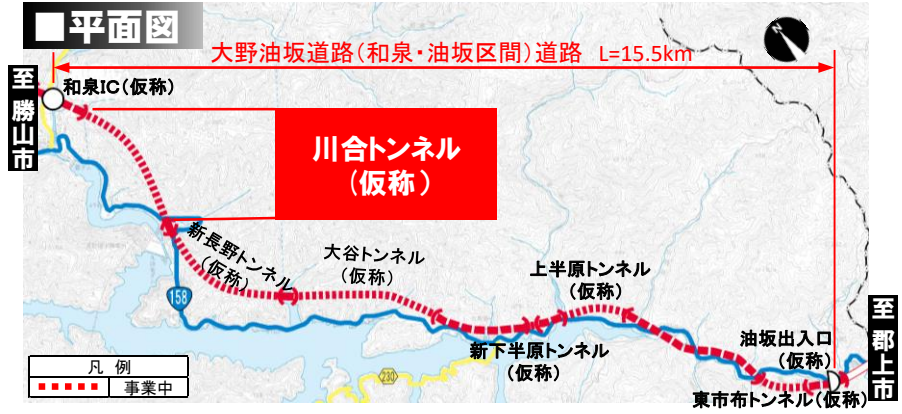 ■平面図
大野油坂道路(和泉・油坂区間)道路 L=15.5km
至 勝山市
和泉IC(仮称)
川合トンネル
(仮称)
新長野トンネル
(仮称)
大谷トンネル
(仮称)
上半原トンネル
(仮称)
158
新下半原トンネル
(仮称)
油坂出入口
(仮称)
至 郡上市
230
東市布トンネル(仮称)
凡 例
事業中